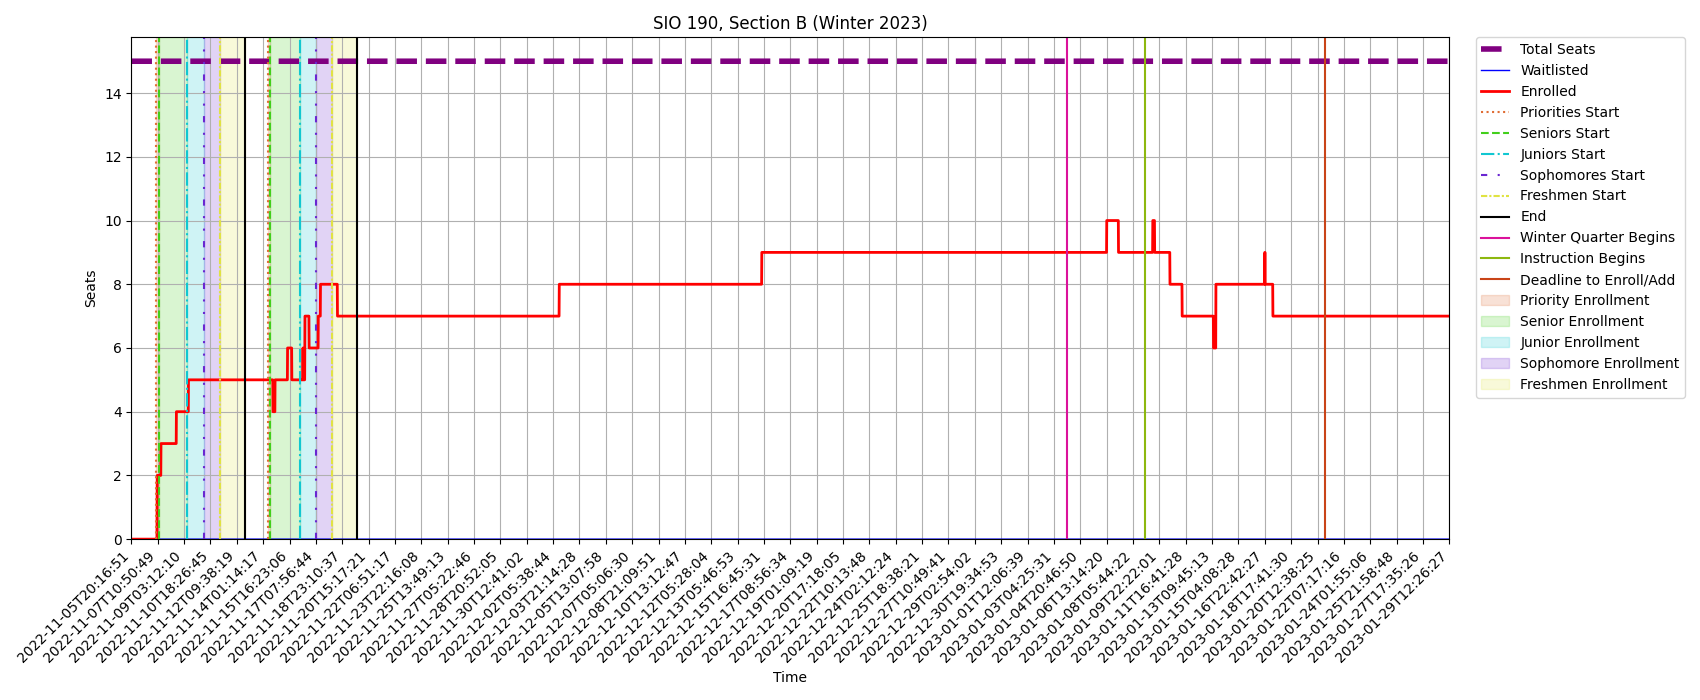 SIO 190, Section B (Winter 2023)
Seats
14
12
10
8
6
4
2
0
2022-11-05T20:16:51
2022-11-07T10:50:49
2022-11-09T03:12:10
2022-11-10T18:26:45
2022-11-12T09:38:19
2022-11-14T01:14:17
2022-11-15T16:23:06
2022-11-17T07:56:44
2022-11-18T23:10:37
2022-11-20T15:17:21
2022-11-22T06:51:17
2022-11-23T22:16:08
2022-11-25T13:49:13
2022-11-27T05:22:46
2022-11-28T20:52:05
2022-11-30T12:41:02
2022-12-02T05:38:44
2022-12-03T21:14:28
2022-12-05T13:07:58
2022-12-07T05:06:30
2022-12-08T21:09:51
2022-12-10T13:12:47
2022-12-12T05:28:04
2022-12-13T05:46:53
2022-12-15T16:45:31
2022-12-17T08:56:34
2022-12-19T01:09:19
2022-12-20T17:18:05
2022-12-22T10:13:48
2022-12-24T02:12:24
2022-12-25T18:38:21
2022-12-27T10:49:41
2022-12-29T02:54:02
2022-12-30T19:34:53
2023-01-01T12:06:39
2023-01-03T04:25:31
2023-01-04T20:46:50
2023-01-06T13:14:20
2023-01-08T05:44:22
2023-01-09T22:22:01
2023-01-11T16:41:28
2023-01-13T09:45:13
2023-01-15T04:08:28
2023-01-16T22:42:27
2023-01-18T17:41:30
2023-01-20T12:38:25
2023-01-22T07:17:16
2023-01-24T01:55:06
2023-01-25T21:58:48
2023-01-27T17:35:26
2023-01-29T12:26:27
Time
Total Seats
Waitlisted
Enrolled
Priorities Start
Seniors Start
Juniors Start
Sophomores Start
Freshmen Start
End
Winter Quarter Begins
Instruction Begins
Deadline to Enroll/Add
Priority Enrollment
Senior Enrollment
Junior Enrollment
Sophomore Enrollment
Freshmen Enrollment